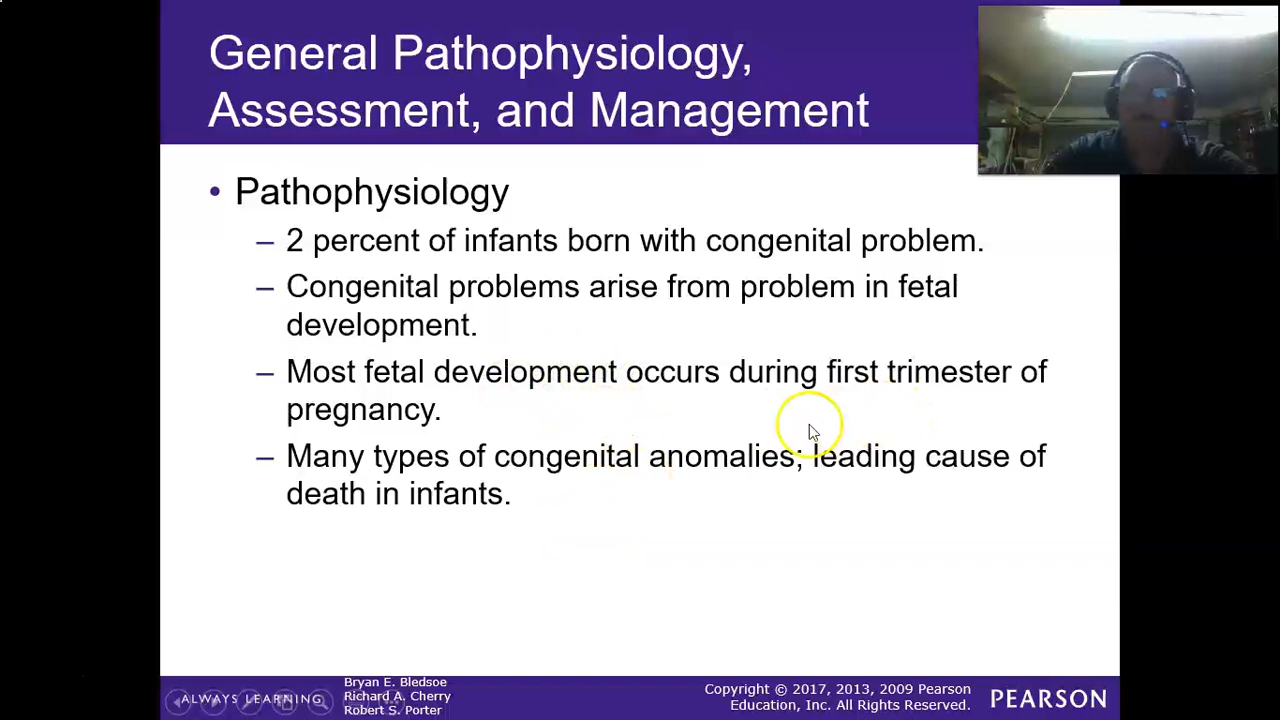 General Pathophysiology,
Assessment, and Management
• Pathophysiology
– 2 percent of infants born with congenital problem.
– Congenital problems arise from problem in fetal
development.
– Most fetal development occurs during first trimester of
pregnancy.
– Many types of congenital anomalies; leading cause of
death in infants.
ALWAYS LEARNING
Bryan E. Bledsoe
Richard A. Cherry
Robert S. Porter
Copyright © 2017, 2013, 2009 Pearson
Education, Inc. All Rights Reserved.
PEARSON